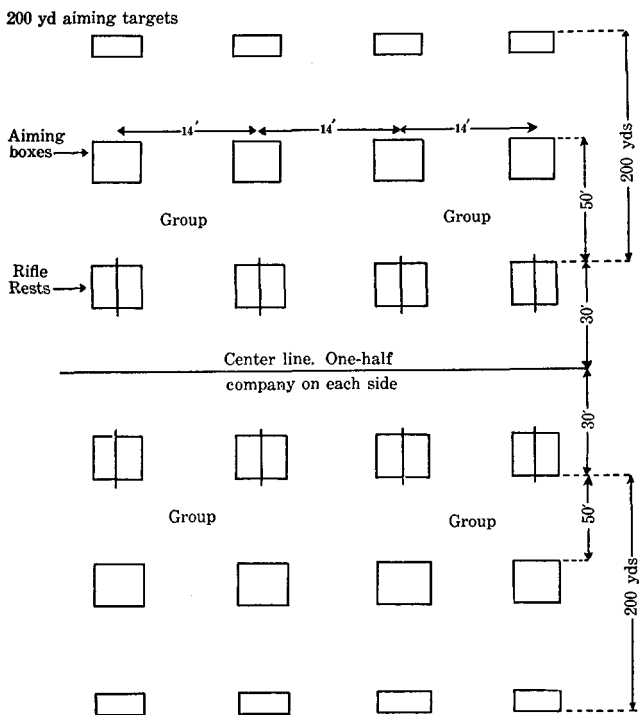 200 yd aiming targets
14′ 14′ 14′
Aiming
boxes
200 yds
50′
Group Group
Rifle
Rests
30′
Center line. One-half
company on each side
30′
Group Group
50′
200 yds